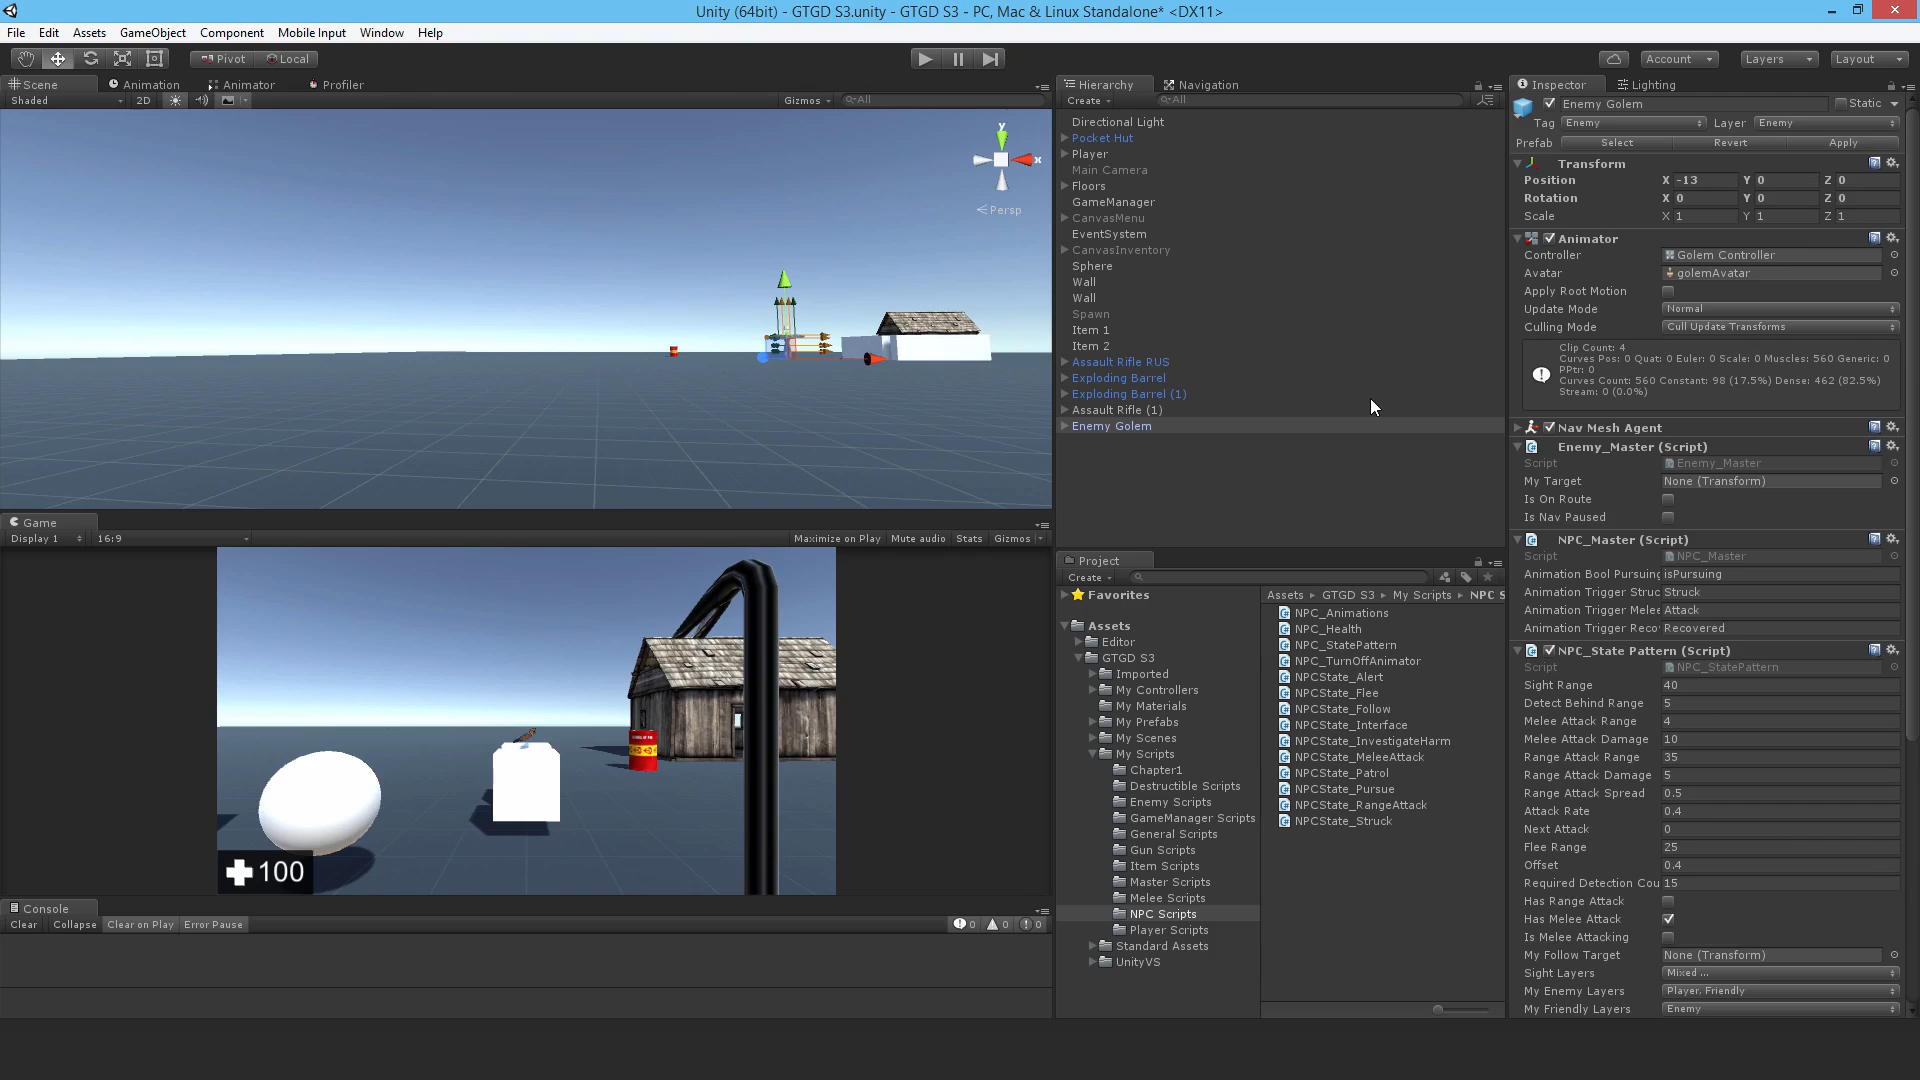 Unity (64bit) - GTGD S3.unity - GTGD S3 - PC, Mac & Linux Standalone* <DX11>
File Edit Assets GameObject Component Mobile Input Window Help
Pivot Local
Account Layers Layout
Scene Animation Animator Profiler
Shaded 2D Gizmos All
y
x
Persp
Game
Display 1 16:9 Maximize on Play Mute audio Stats Gizmos
100
Console
Clear Collapse Clear on Play Error Pause 0 0 0
Hierarchy Navigation
Create All
Directional Light
Pocket Hut
Player
Main Camera
Floors
GameManager
CanvasMenu
EventSystem
CanvasInventory
Sphere
Wall
Wall
Spawn
Item 1
Item 2
Assault Rifle RUS
Exploding Barrel
Exploding Barrel (1)
Assault Rifle (1)
Enemy Golem
Project
Create
Favorites
Assets
Editor
GTGD S3
Imported
My Controllers
My Materials
My Prefabs
My Scenes
My Scripts
Chapter1
Destructible Scripts
Enemy Scripts
GameManager Scripts
General Scripts
Gun Scripts
Item Scripts
Master Scripts
Melee Scripts
NPC Scripts
Player Scripts
Standard Assets
UnityVS
Assets GTGD S3 My Scripts NPC S
NPC_Animations
NPC_Health
NPC_StatePattern
NPC_TurnOffAnimator
NPCState_Alert
NPCState_Flee
NPCState_Follow
NPCState_Interface
NPCState_InvestigateHarm
NPCState_MeleeAttack
NPCState_Patrol
NPCState_Pursue
NPCState_RangeAttack
NPCState_Struck
Inspector Lighting
Enemy Golem Static
Tag Enemy Layer Enemy
Prefab Select Revert Apply
Transform
Position X -13 Y 0 Z 0
Rotation X 0 Y 0 Z 0
Scale X 1 Y 1 Z 1
Animator
Controller Golem Controller
Avatar golemAvatar
Apply Root Motion
Update Mode Normal
Culling Mode Cull Update Transforms
Clip Count: 4
Curves Pos: 0 Quat: 0 Euler: 0 Scale: 0 Muscles: 560 Generic: 0
PPtr: 0
Curves Count: 560 Constant: 98 (17.5%) Dense: 462 (82.5%)
Stream: 0 (0.0%)
Nav Mesh Agent
Enemy_Master (Script)
Script Enemy_Master
My Target None (Transform)
Is On Route
Is Nav Paused
NPC_Master (Script)
Script NPC_Master
Animation Bool Pursuing isPursuing
Animation Trigger Struc Struck
Animation Trigger Melee Attack
Animation Trigger Reco Recovered
NPC_State Pattern (Script)
Script NPC_StatePattern
Sight Range 40
Detect Behind Range 5
Melee Attack Range 4
Melee Attack Damage 10
Range Attack Range 35
Range Attack Damage 5
Range Attack Spread 0.5
Attack Rate 0.4
Next Attack 0
Flee Range 25
Offset 0.4
Required Detection Cou 15
Has Range Attack
Has Melee Attack
Is Melee Attacking
My Follow Target None (Transform)
Sight Layers Mixed ...
My Enemy Layers Player, Friendly
My Friendly Layers Enemy